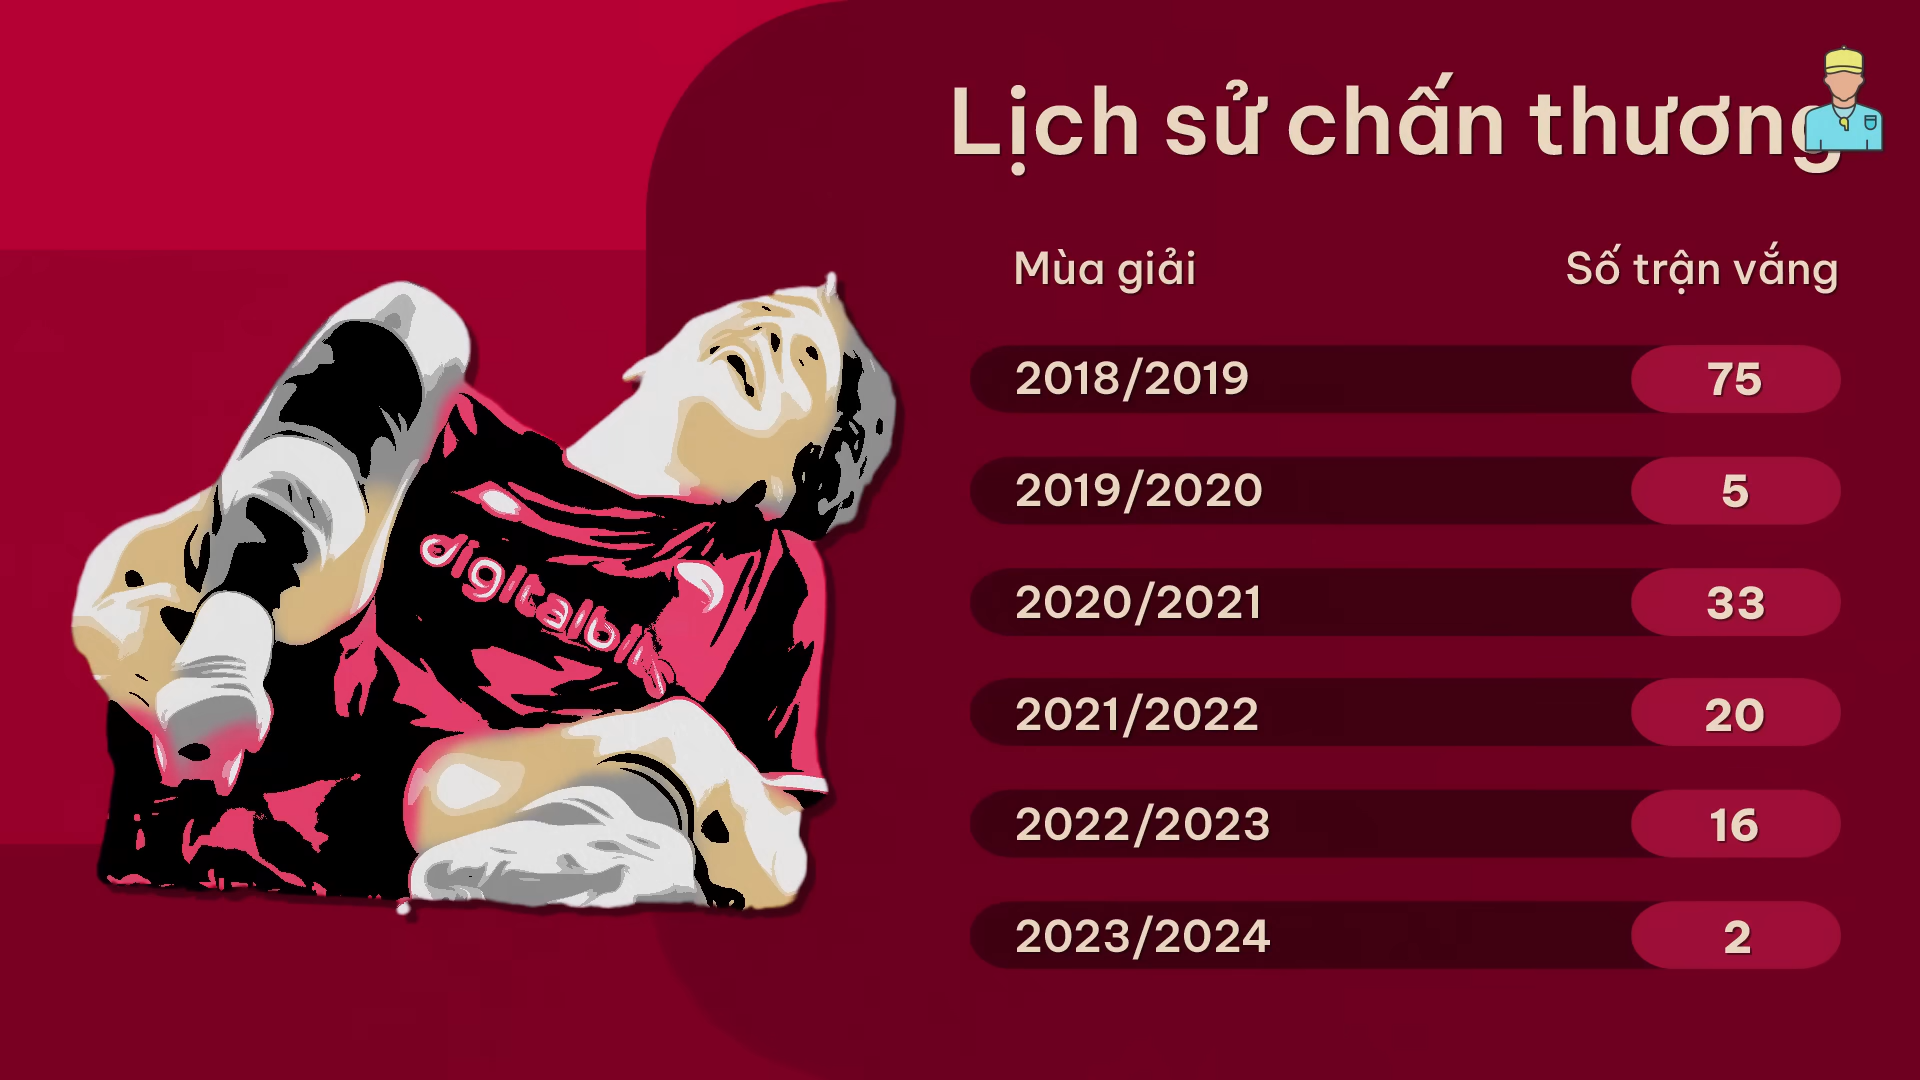 Lịch sử chấn thương
Mùa giải Số trận vắng
2018/2019 75
2019/2020 5
2020/2021 33
2021/2022 20
2022/2023 16
2023/2024 2
digitalbits